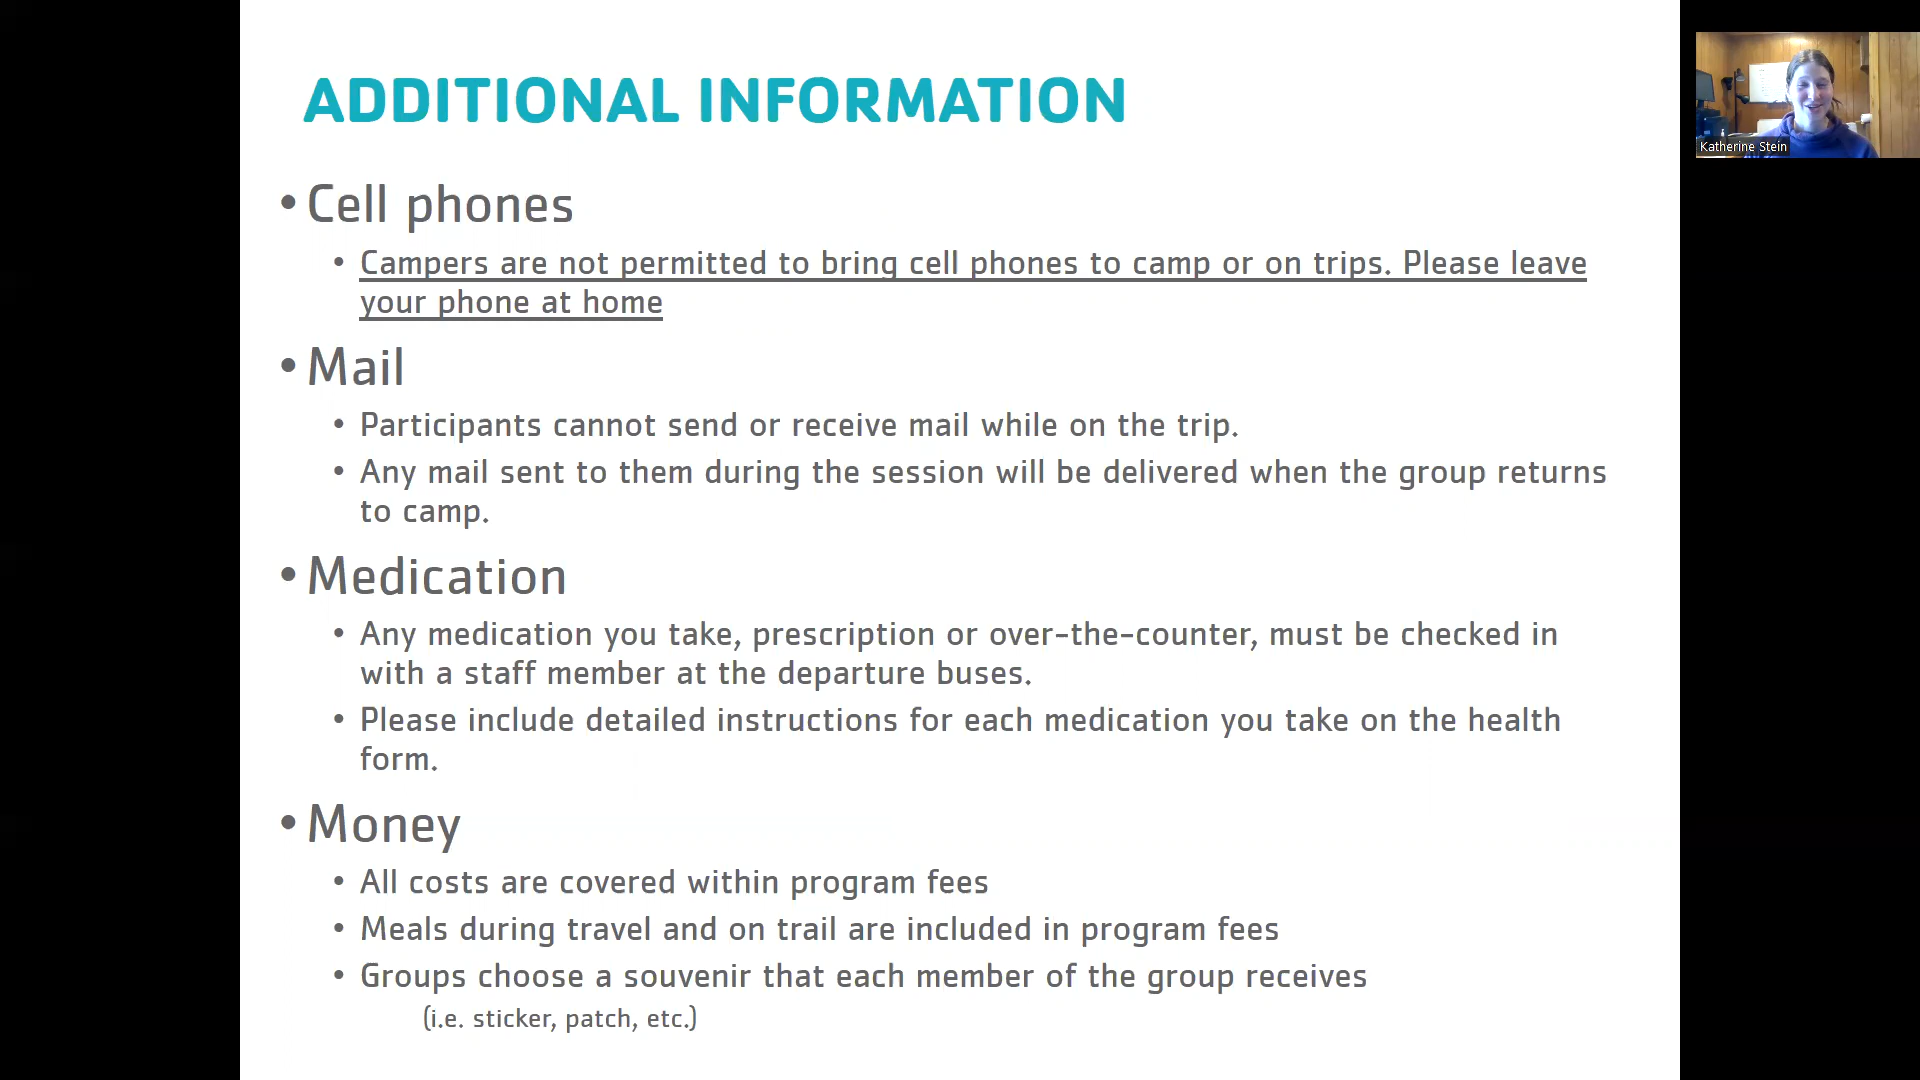 ADDITIONAL INFORMATION
• Cell phones
• Campers are not permitted to bring cell phones to camp or on trips. Please leave
your phone at home
• Mail
• Participants cannot send or receive mail while on the trip.
• Any mail sent to them during the session will be delivered when the group returns
to camp.
• Medication
• Any medication you take, prescription or over-the-counter, must be checked in
with a staff member at the departure buses.
• Please include detailed instructions for each medication you take on the health
form.
• Money
• All costs are covered within program fees
• Meals during travel and on trail are included in program fees
• Groups choose a souvenir that each member of the group receives
(i.e. sticker, patch, etc.)
Katherine Stein